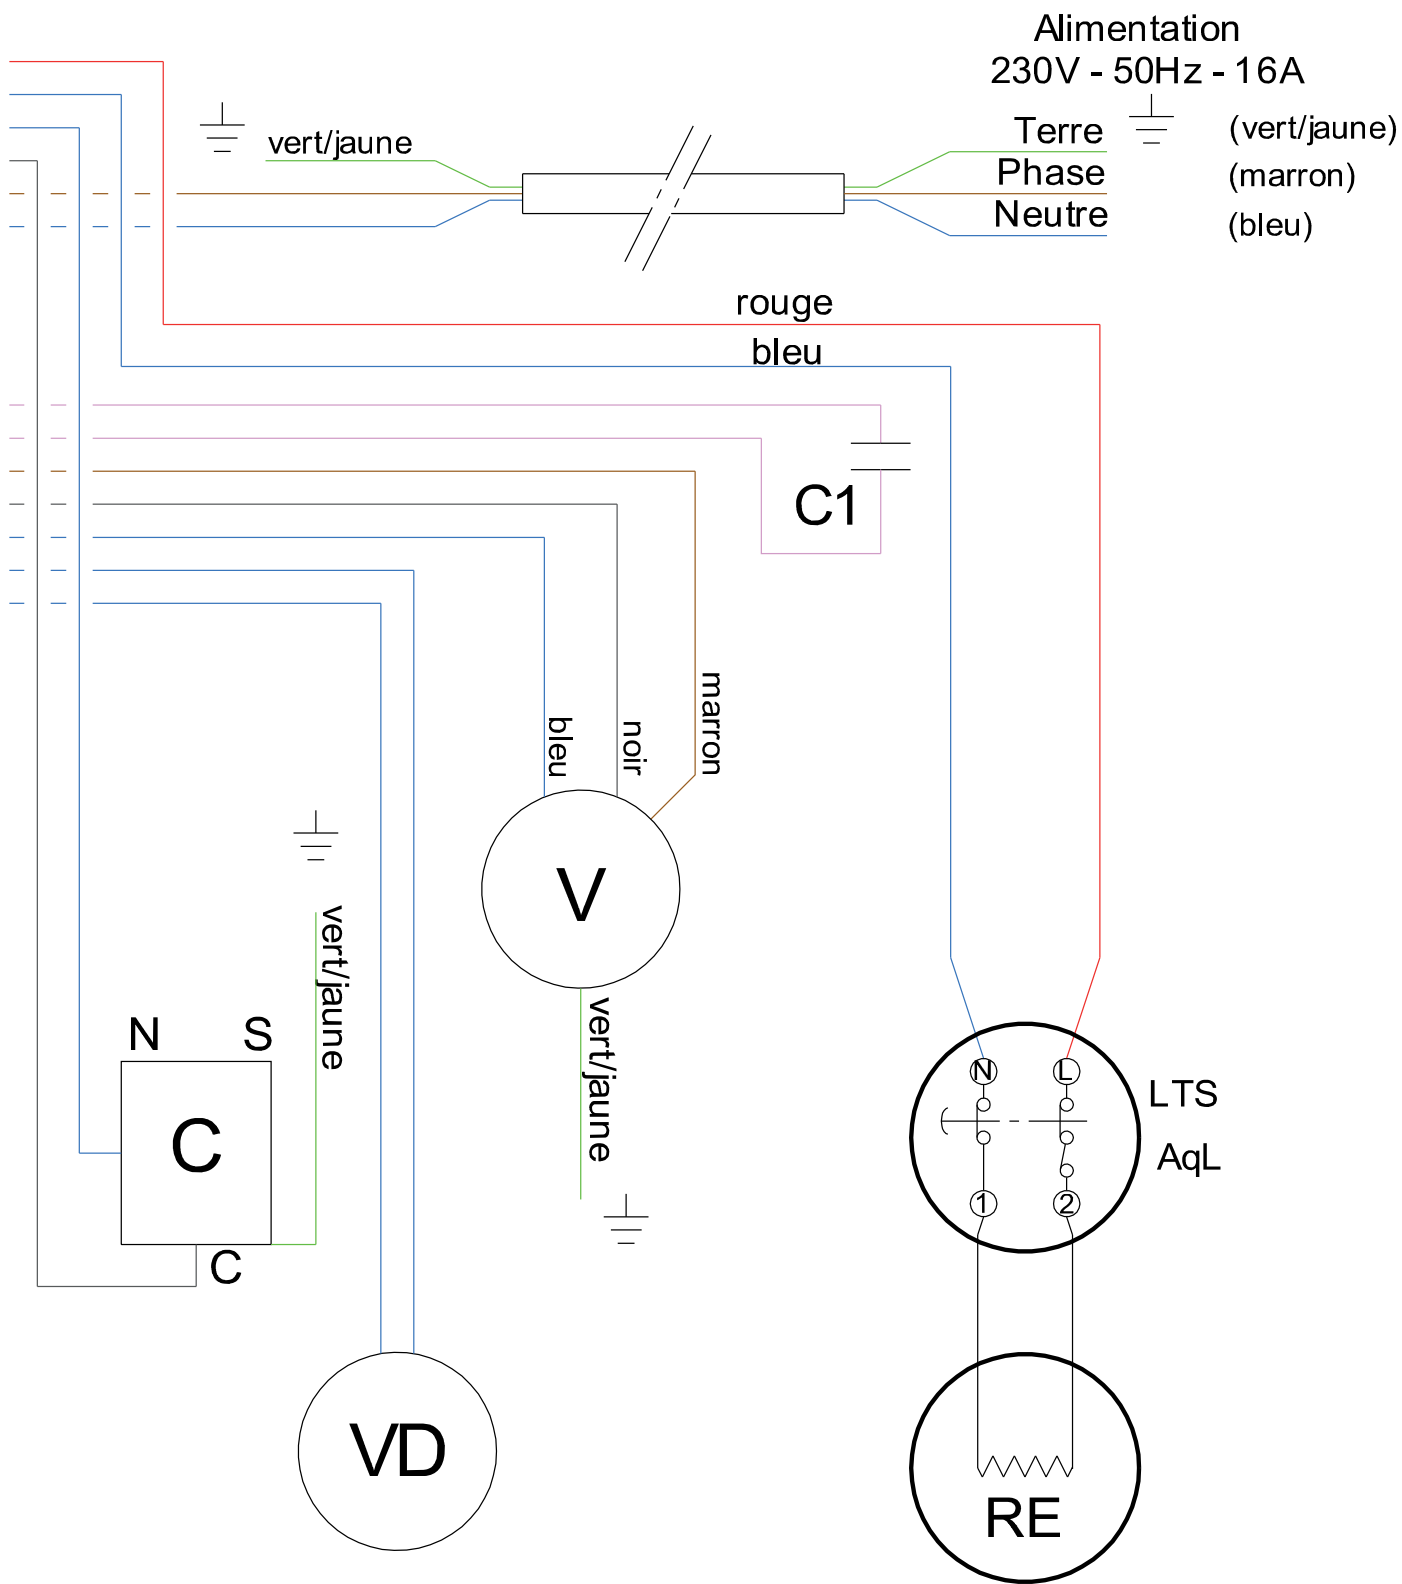 Alimentation
230V - 50Hz - 16A
vert/jaune
Terre (vert/jaune)
Phase (marron)
Neutre (bleu)
rouge
bleu
C1
marron
noir
bleu
V
vert/jaune
vert/jaune
N S
C
C
VD
N L
LTS
AqL
1 2
RE